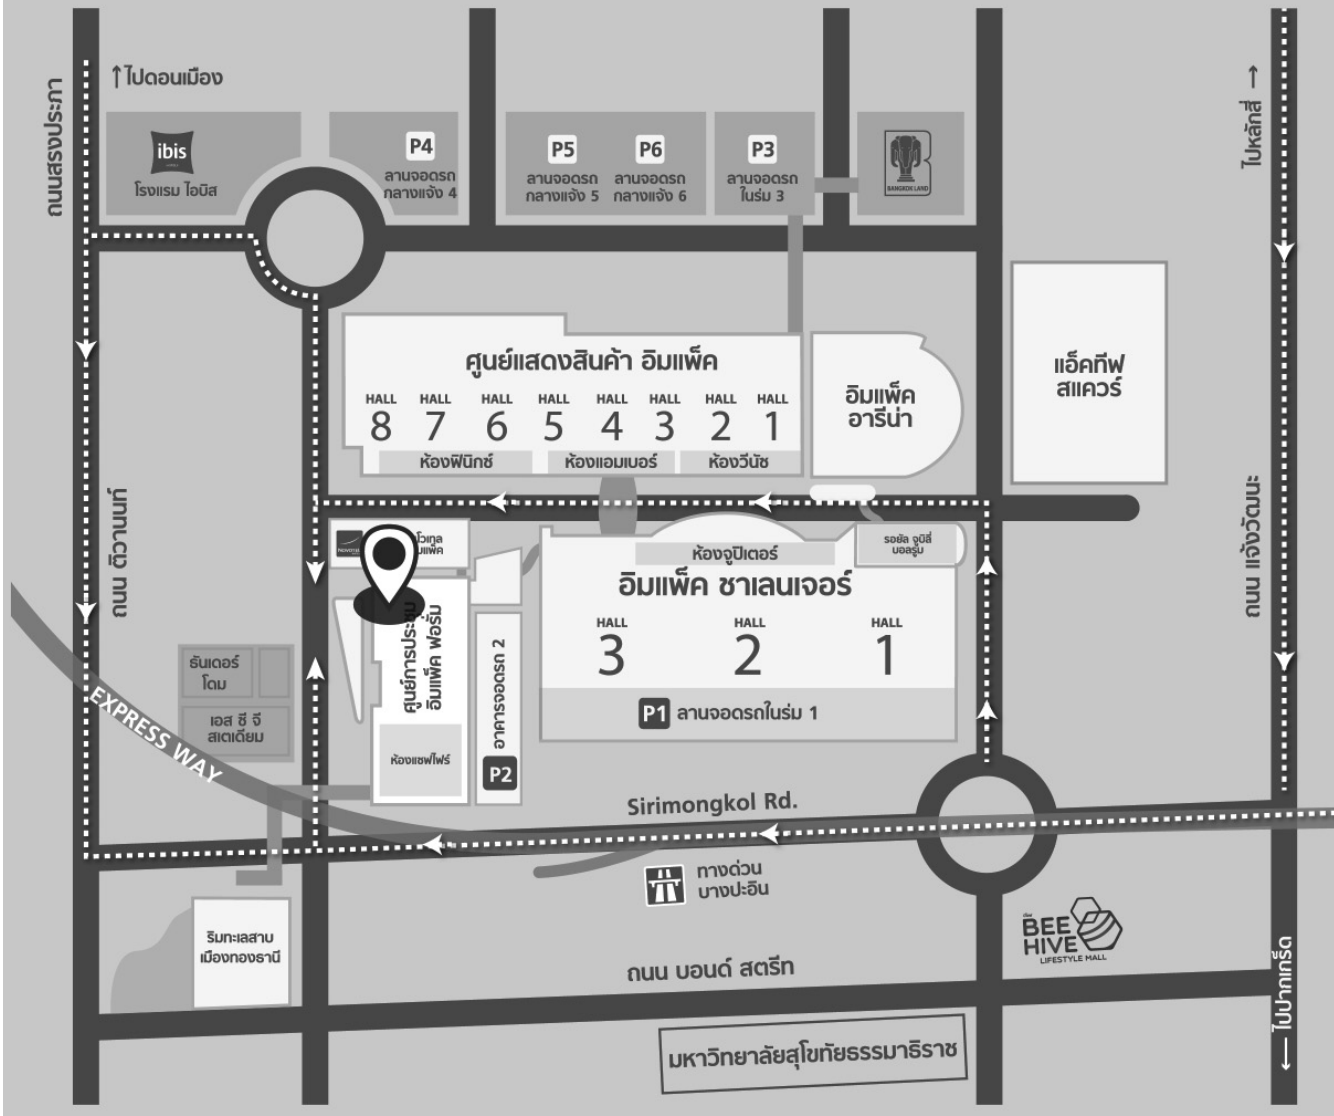 ↑ไปดอนเมือง
ถนนสรงประภา
ไปหลักสี่ →
ibis
โรงแรม ไอบิส
P4
ลานจอดรถ
กลางแจ้ง 4
P5
ลานจอดรถ
กลางแจ้ง 5
P6
ลานจอดรถ
กลางแจ้ง 6
P3
ลานจอดรถ
ในร่ม 3
BANGKOK LAND
ศูนย์แสดงสินค้า อิมแพ็ค
HALL
8
HALL
7
HALL
6
HALL
5
HALL
4
HALL
3
HALL
2
HALL
1
ห้องฟินิกซ์
ห้องแอมเบอร์
ห้องวีนัช
อิมแพ็ค
อารีน่า
แอ็คทีฟ
สแควร์
ถนน ติวานนท์
ถนน แจ้งวัฒนะ
ห้องจูปิเตอร์
รอยัล จูบิลี่
บอลรูม
อิมแพ็ค ชาเลนเจอร์
HALL
3
HALL
2
HALL
1
P1 ลานจอดรถในร่ม 1
ศูนย์การประชุม
อิมแพ็ค ฟอรั่ม
ห้องแซฟไฟร์
อาคารจอดรถ 2
P2
ธันเดอร์
โดม
เอส ซี จี
สเตเดียม
EXPRESS WAY
Sirimongkol Rd.
ทางด่วน
บางปะอิน
BEE
HIVE
LIFESTYLE MALL
ริมทะเลสาบ
เมืองทองธานี
ถนน บอนด์ สตรีท
← ไปปากเกร็ด
มหาวิทยาลัยสุโขทัยธรรมาธิราช